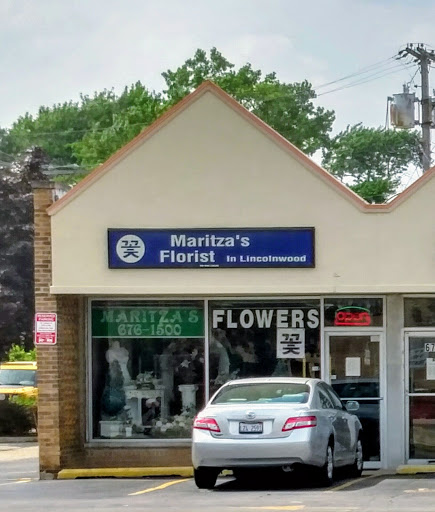 꽃
Maritza's
Florist In Lincolnwood
MARITZA'S
676-1500
FLOWERS
꽃
OPEN